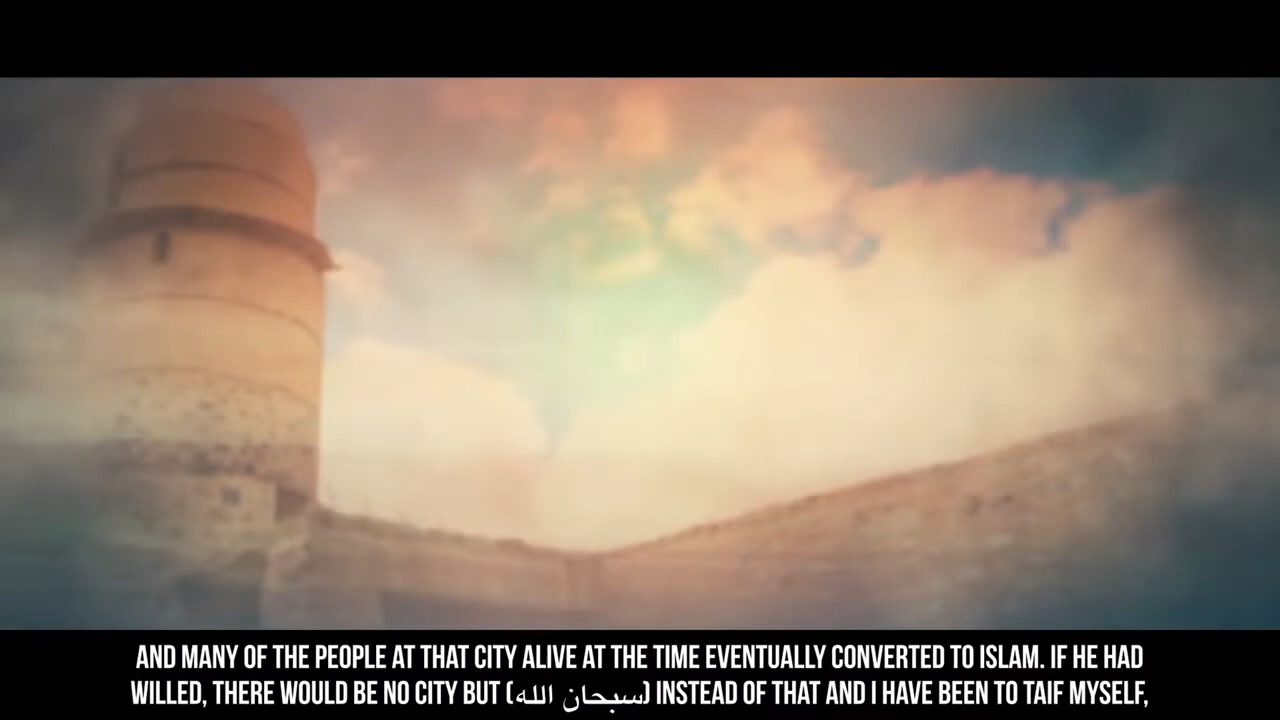 AND MANY OF THE PEOPLE AT THAT CITY ALIVE AT THE TIME EVENTUALLY CONVERTED TO ISLAM. IF HE HAD
WILLED, THERE WOULD BE NO CITY BUT (سبحان الله) INSTEAD OF THAT AND I HAVE BEEN TO TAIF MYSELF,